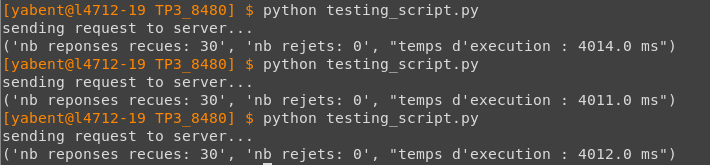 [yabent@l4712-19 TP3_8480] $ python testing_script.py
sending request to server...
('nb reponses recues: 30', 'nb rejets: 0', "temps d'execution : 4014.0 ms")
[yabent@l4712-19 TP3_8480] $ python testing_script.py
sending request to server...
('nb reponses recues: 30', 'nb rejets: 0', "temps d'execution : 4011.0 ms")
[yabent@l4712-19 TP3_8480] $ python testing_script.py
sending request to server...
('nb reponses recues: 30', 'nb rejets: 0', "temps d'execution : 4012.0 ms")